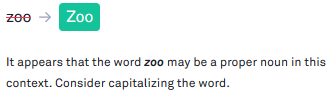 zoo → Zoo
It appears that the word zoo may be a proper noun in this
context. Consider capitalizing the word.